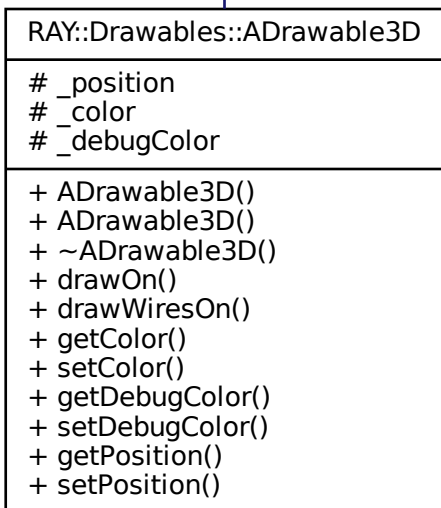 RAY::Drawables::ADrawable3D
# _position
# _color
# _debugColor
+ ADrawable3D()
+ ADrawable3D()
+ ~ADrawable3D()
+ drawOn()
+ drawWiresOn()
+ getColor()
+ setColor()
+ getDebugColor()
+ setDebugColor()
+ getPosition()
+ setPosition()